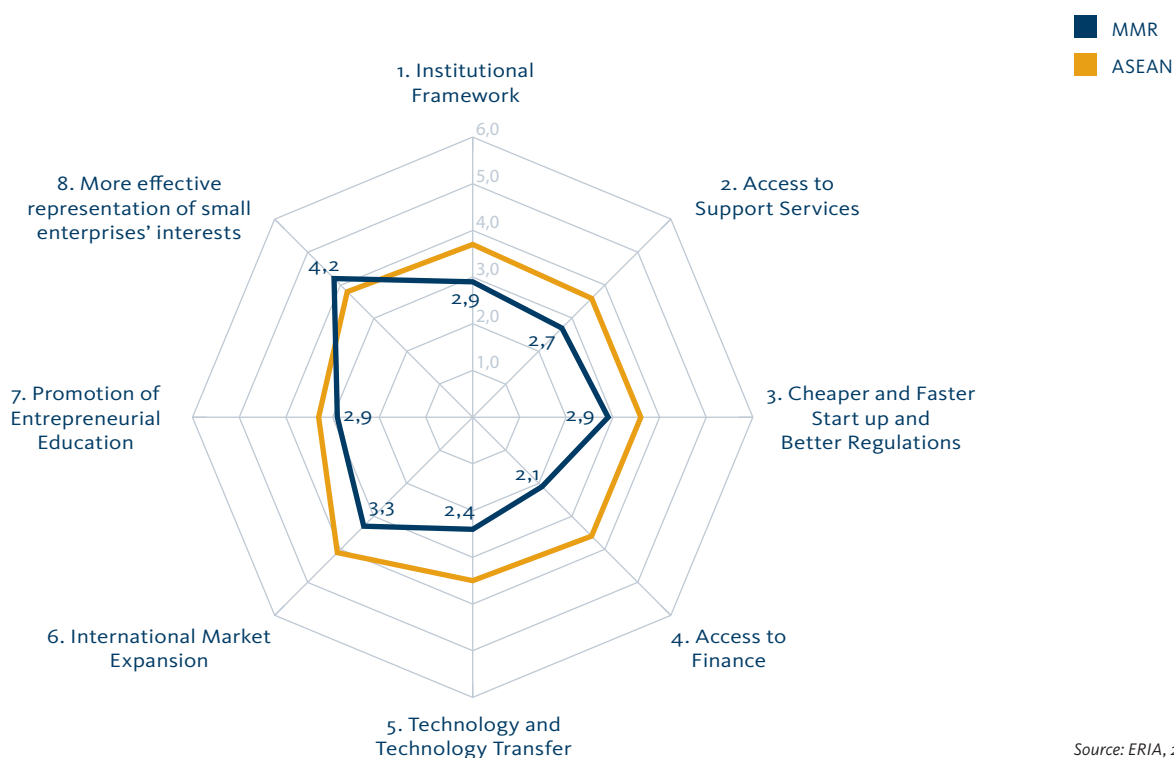 MMR
ASEAN
1. Institutional
Framework
6,0
5,0
4,0
3,0
2,0
1,0
2. Access to
Support Services
3. Cheaper and Faster
Start up and
Better Regulations
4. Access to
Finance
5. Technology and
Technology Transfer
6. International Market
Expansion
7. Promotion of
Entrepreneurial
Education
8. More effective
representation of small
enterprises’ interests
2,9
2,7
2,9
2,1
2,4
3,3
2,9
4,2
Source: ERIA,